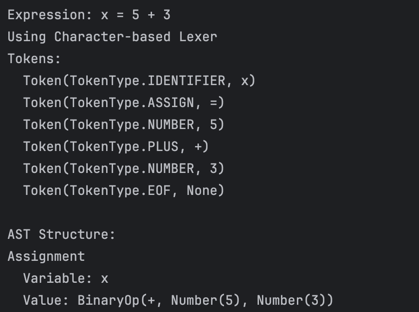 Expression: x = 5 + 3
Using Character-based Lexer
Tokens:
  Token(TokenType.IDENTIFIER, x)
  Token(TokenType.ASSIGN, =)
  Token(TokenType.NUMBER, 5)
  Token(TokenType.PLUS, +)
  Token(TokenType.NUMBER, 3)
  Token(TokenType.EOF, None)

AST Structure:
Assignment
  Variable: x
  Value: BinaryOp(+, Number(5), Number(3))